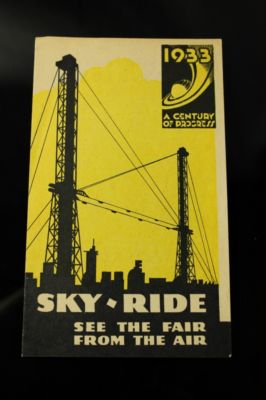 1933
A CENTURY
OF PROGRESS
SKY·RIDE
SEE THE FAIR
FROM THE AIR